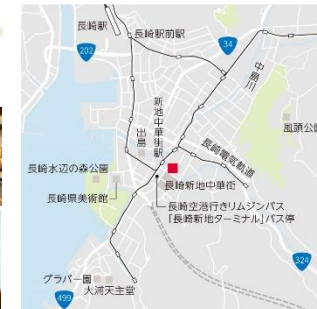 長崎駅
長崎駅前駅
202
34
中島川
新地中華街駅
出島
風頭公
長崎電気軌道
長崎水辺の森公園
長崎新地中華街
長崎県美術館
長崎空港行きリムジンバス
「長崎新地ターミナル」バス停
324
グラバー園
大浦天主堂
499